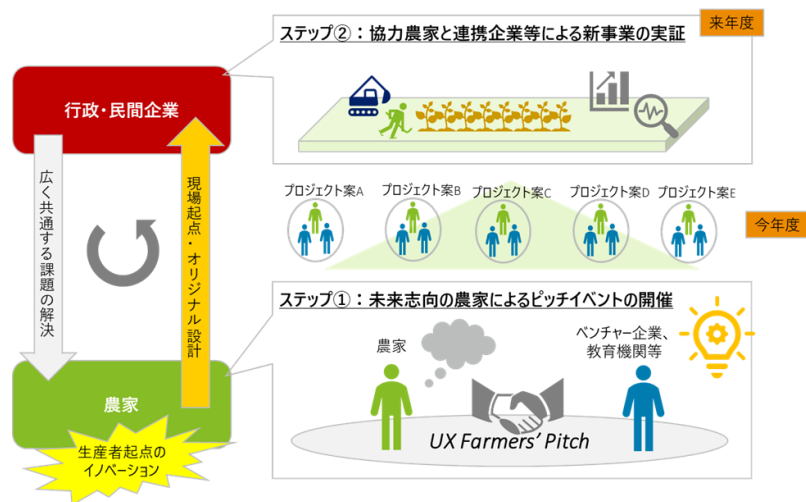 ステップ②：協力農家と連携企業等による新事業の実証
来年度
行政・民間企業
広く共通する課題の解決
現場起点・オリジナル設計
プロジェクト案A
プロジェクト案B
プロジェクト案C
プロジェクト案D
プロジェクト案E
今年度
ステップ①：未来志向の農家によるピッチイベントの開催
農家
ベンチャー企業、
教育機関等
UX Farmers’ Pitch
農家
生産者起点の
イノベーション